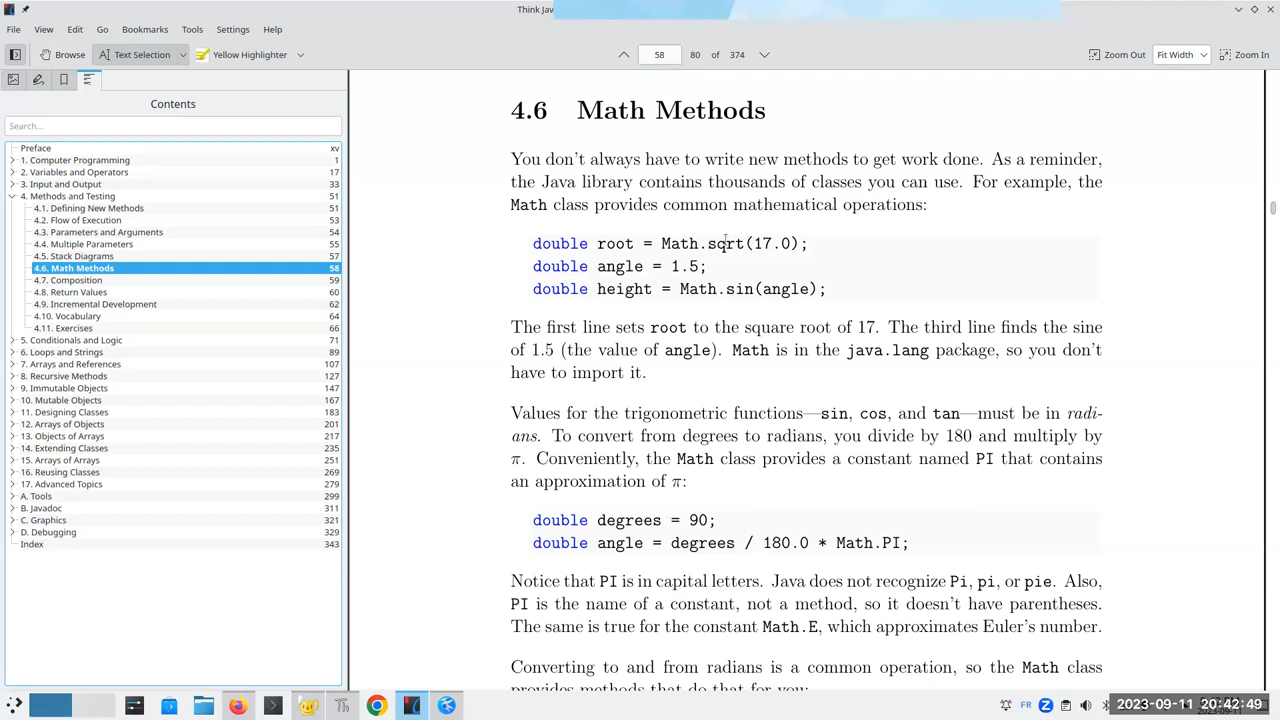 Think Jav
File View Edit Go Bookmarks Tools Settings Help
Browse Text Selection Yellow Highlighter 58 80 of 374 Zoom Out Fit Width Zoom In
Contents
Search...
Preface xv
1. Computer Programming 1
2. Variables and Operators 17
3. Input and Output 33
4. Methods and Testing 51
4.1. Defining New Methods 51
4.2. Flow of Execution 53
4.3. Parameters and Arguments 54
4.4. Multiple Parameters 55
4.5. Stack Diagrams 56
4.6. Math Methods 58
4.7. Composition 59
4.8. Return Values 60
4.9. Incremental Development 62
4.10. Vocabulary 64
4.11. Exercises 66
5. Conditionals and Logic 71
6. Loops and Strings 89
7. Arrays and References 107
8. Recursive Methods 127
9. Immutable Objects 147
10. Mutable Objects 167
11. Designing Classes 183
12. Arrays of Objects 201
13. Objects of Arrays 217
14. Extending Classes 235
15. Arrays of Arrays 251
16. Reusing Classes 269
17. Advanced Topics 279
A. Tools 299
B. Javadoc 311
C. Graphics 321
D. Debugging 329
Index 343
4.6 Math Methods
You don't always have to write new methods to get work done. As a reminder,
the Java library contains thousands of classes you can use. For example, the
Math class provides common mathematical operations:
double root = Math.sqrt(17.0);
double angle = 1.5;
double height = Math.sin(angle);
The first line sets root to the square root of 17. The third line finds the sine
of 1.5 (the value of angle). Math is in the java.lang package, so you don't
have to import it.
Values for the trigonometric functions—sin, cos, and tan—must be in radi-
ans. To convert from degrees to radians, you divide by 180 and multiply by
π. Conveniently, the Math class provides a constant named PI that contains
an approximation of π:
double degrees = 90;
double angle = degrees / 180.0 * Math.PI;
Notice that PI is in capital letters. Java does not recognize Pi, pi, or pie. Also,
PI is the name of a constant, not a method, so it doesn't have parentheses.
The same is true for the constant Math.E, which approximates Euler's number.
Converting to and from radians is a common operation, so the Math class
provides methods that do that for you:
FR 2023-09-11 20:42:49